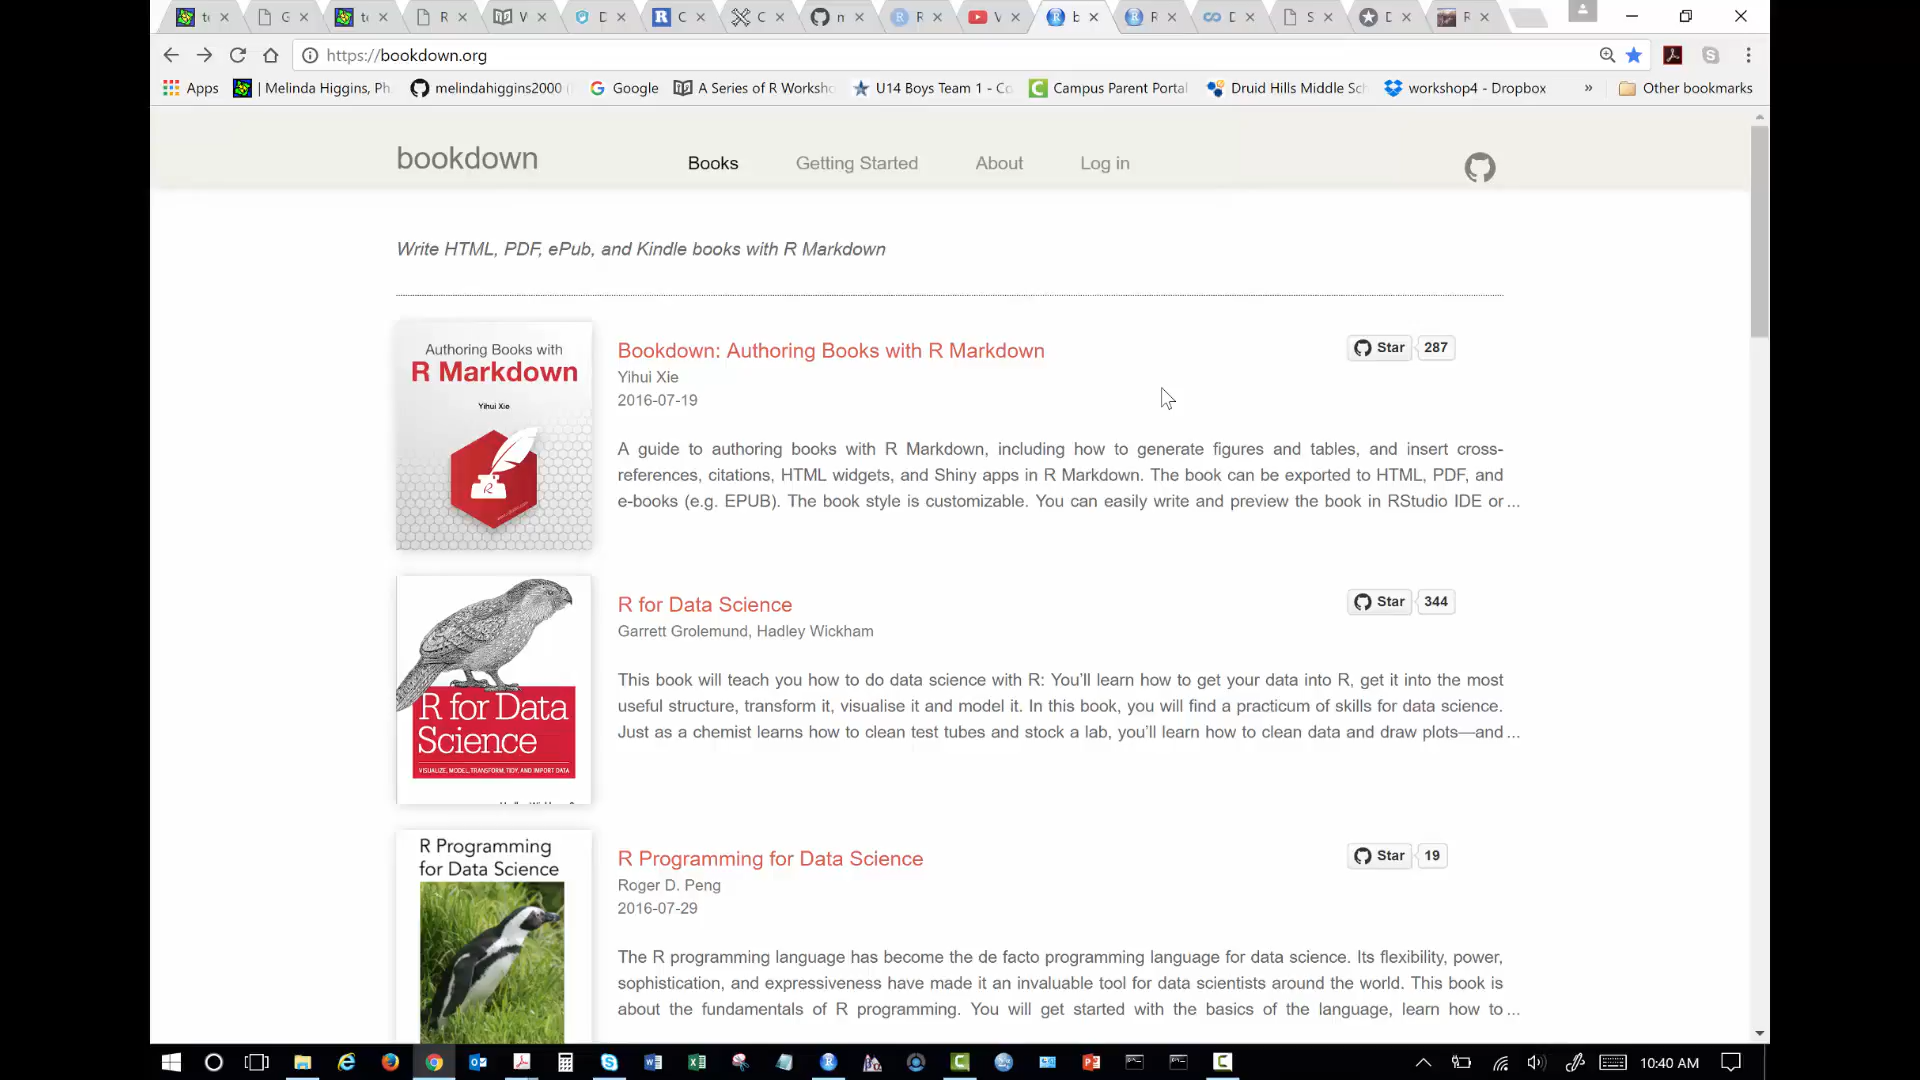 https://bookdown.org
Apps
| Melinda Higgins, Ph.
melindahiggins2000 (
Google
A Series of R Worksho
U14 Boys Team 1 - Co
Campus Parent Portal
Druid Hills Middle Sch
workshop4 - Dropbox
»
Other bookmarks
bookdown
Books
Getting Started
About
Log in
Write HTML, PDF, ePub, and Kindle books with R Markdown
Authoring Books with
R Markdown
Yihui Xie
Bookdown: Authoring Books with R Markdown
Star
287
Yihui Xie
2016-07-19
A guide to authoring books with R Markdown, including how to generate figures and tables, and insert cross-
references, citations, HTML widgets, and Shiny apps in R Markdown. The book can be exported to HTML, PDF, and
e-books (e.g. EPUB). The book style is customizable. You can easily write and preview the book in RStudio IDE or ...
R for Data
Science
VISUALIZE, MODEL, TRANSFORM, TIDY, AND IMPORT DATA
R for Data Science
Star
344
Garrett Grolemund, Hadley Wickham
This book will teach you how to do data science with R: You'll learn how to get your data into R, get it into the most
useful structure, transform it, visualise it and model it. In this book, you will find a practicum of skills for data science.
Just as a chemist learns how to clean test tubes and stock a lab, you'll learn how to clean data and draw plots—and ...
R Programming
for Data Science
R Programming for Data Science
Star
19
Roger D. Peng
2016-07-29
The R programming language has become the de facto programming language for data science. Its flexibility, power,
sophistication, and expressiveness have made it an invaluable tool for data scientists around the world. This book is
about the fundamentals of R programming. You will get started with the basics of the language, learn how to ...
10:40 AM